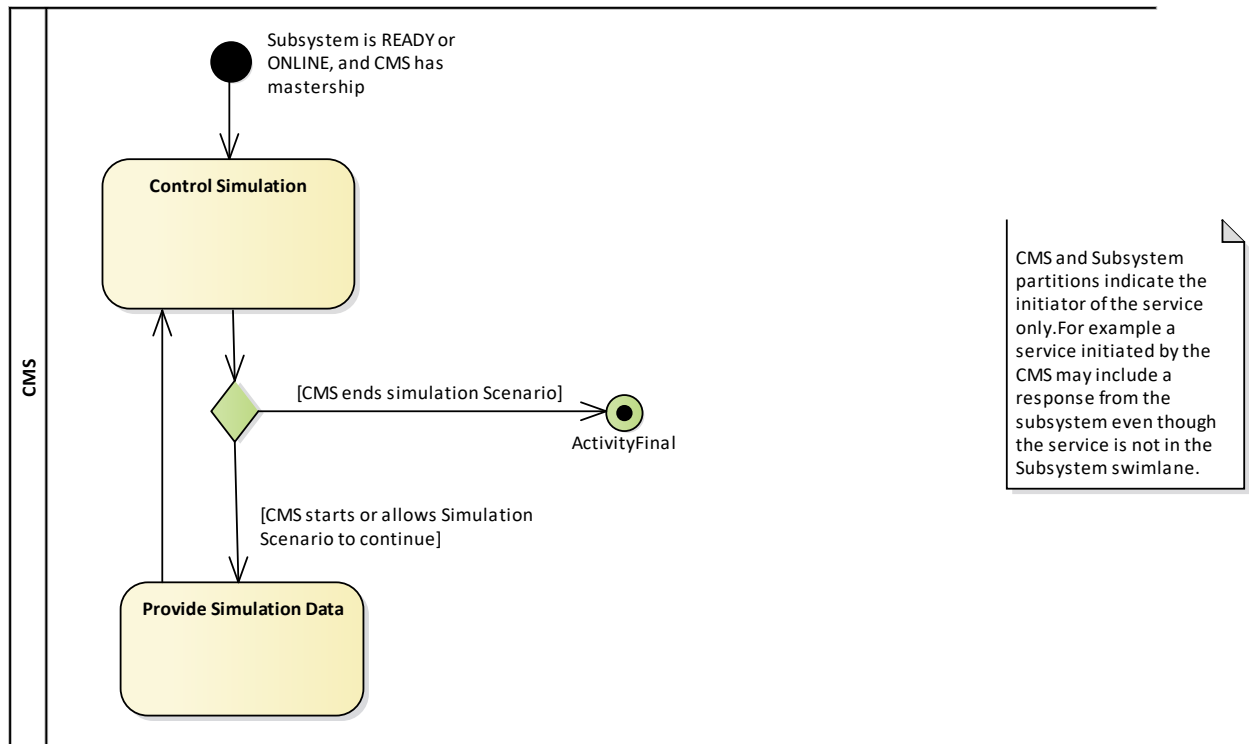 Subsystem is READY or
ONLINE, and CMS has
mastership
Control Simulation
CMS and Subsystem
partitions indicate the
initiator of the service
only.For example a
service initiated by the
CMS may include a
response from the
subsystem even though
the service is not in the
Subsystem swimlane.
CMS
[CMS ends simulation Scenario]
ActivityFinal
[CMS starts or allows Simulation
Scenario to continue]
Provide Simulation Data